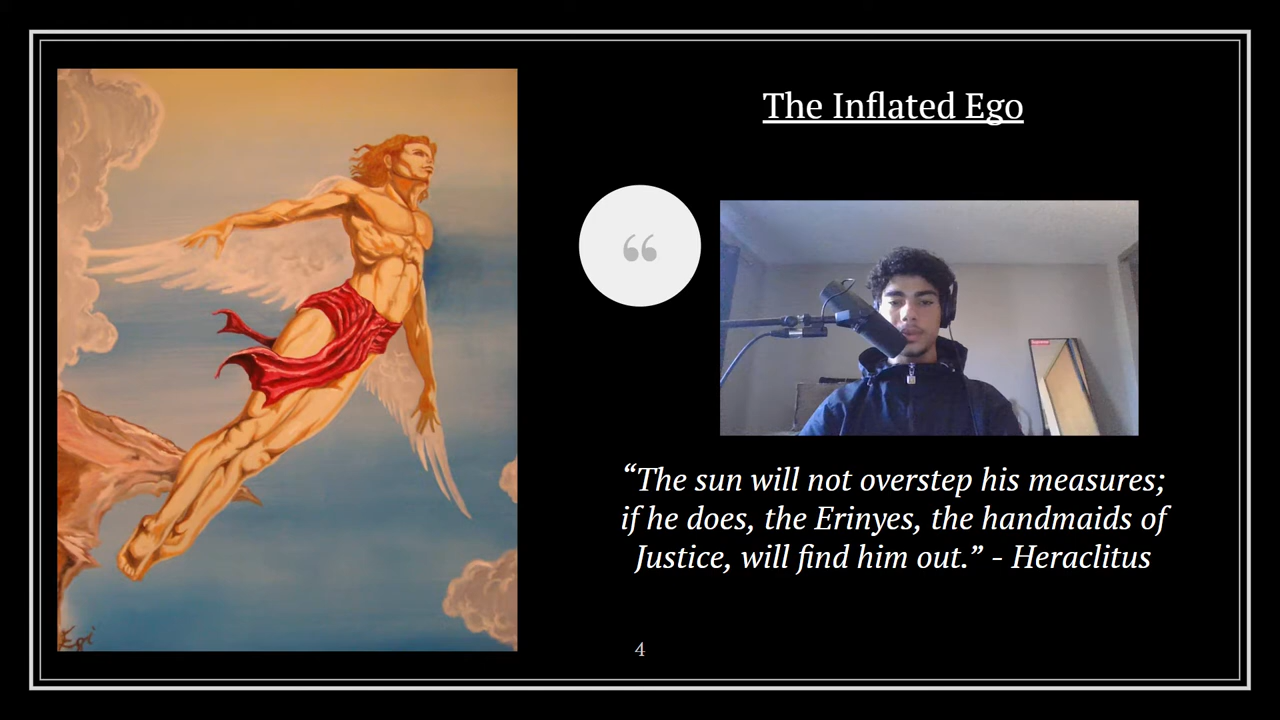 The Inflated Ego
“
“The sun will not overstep his measures;
if he does, the Erinyes, the handmaids of
Justice, will find him out.” - Heraclitus
Egi
4